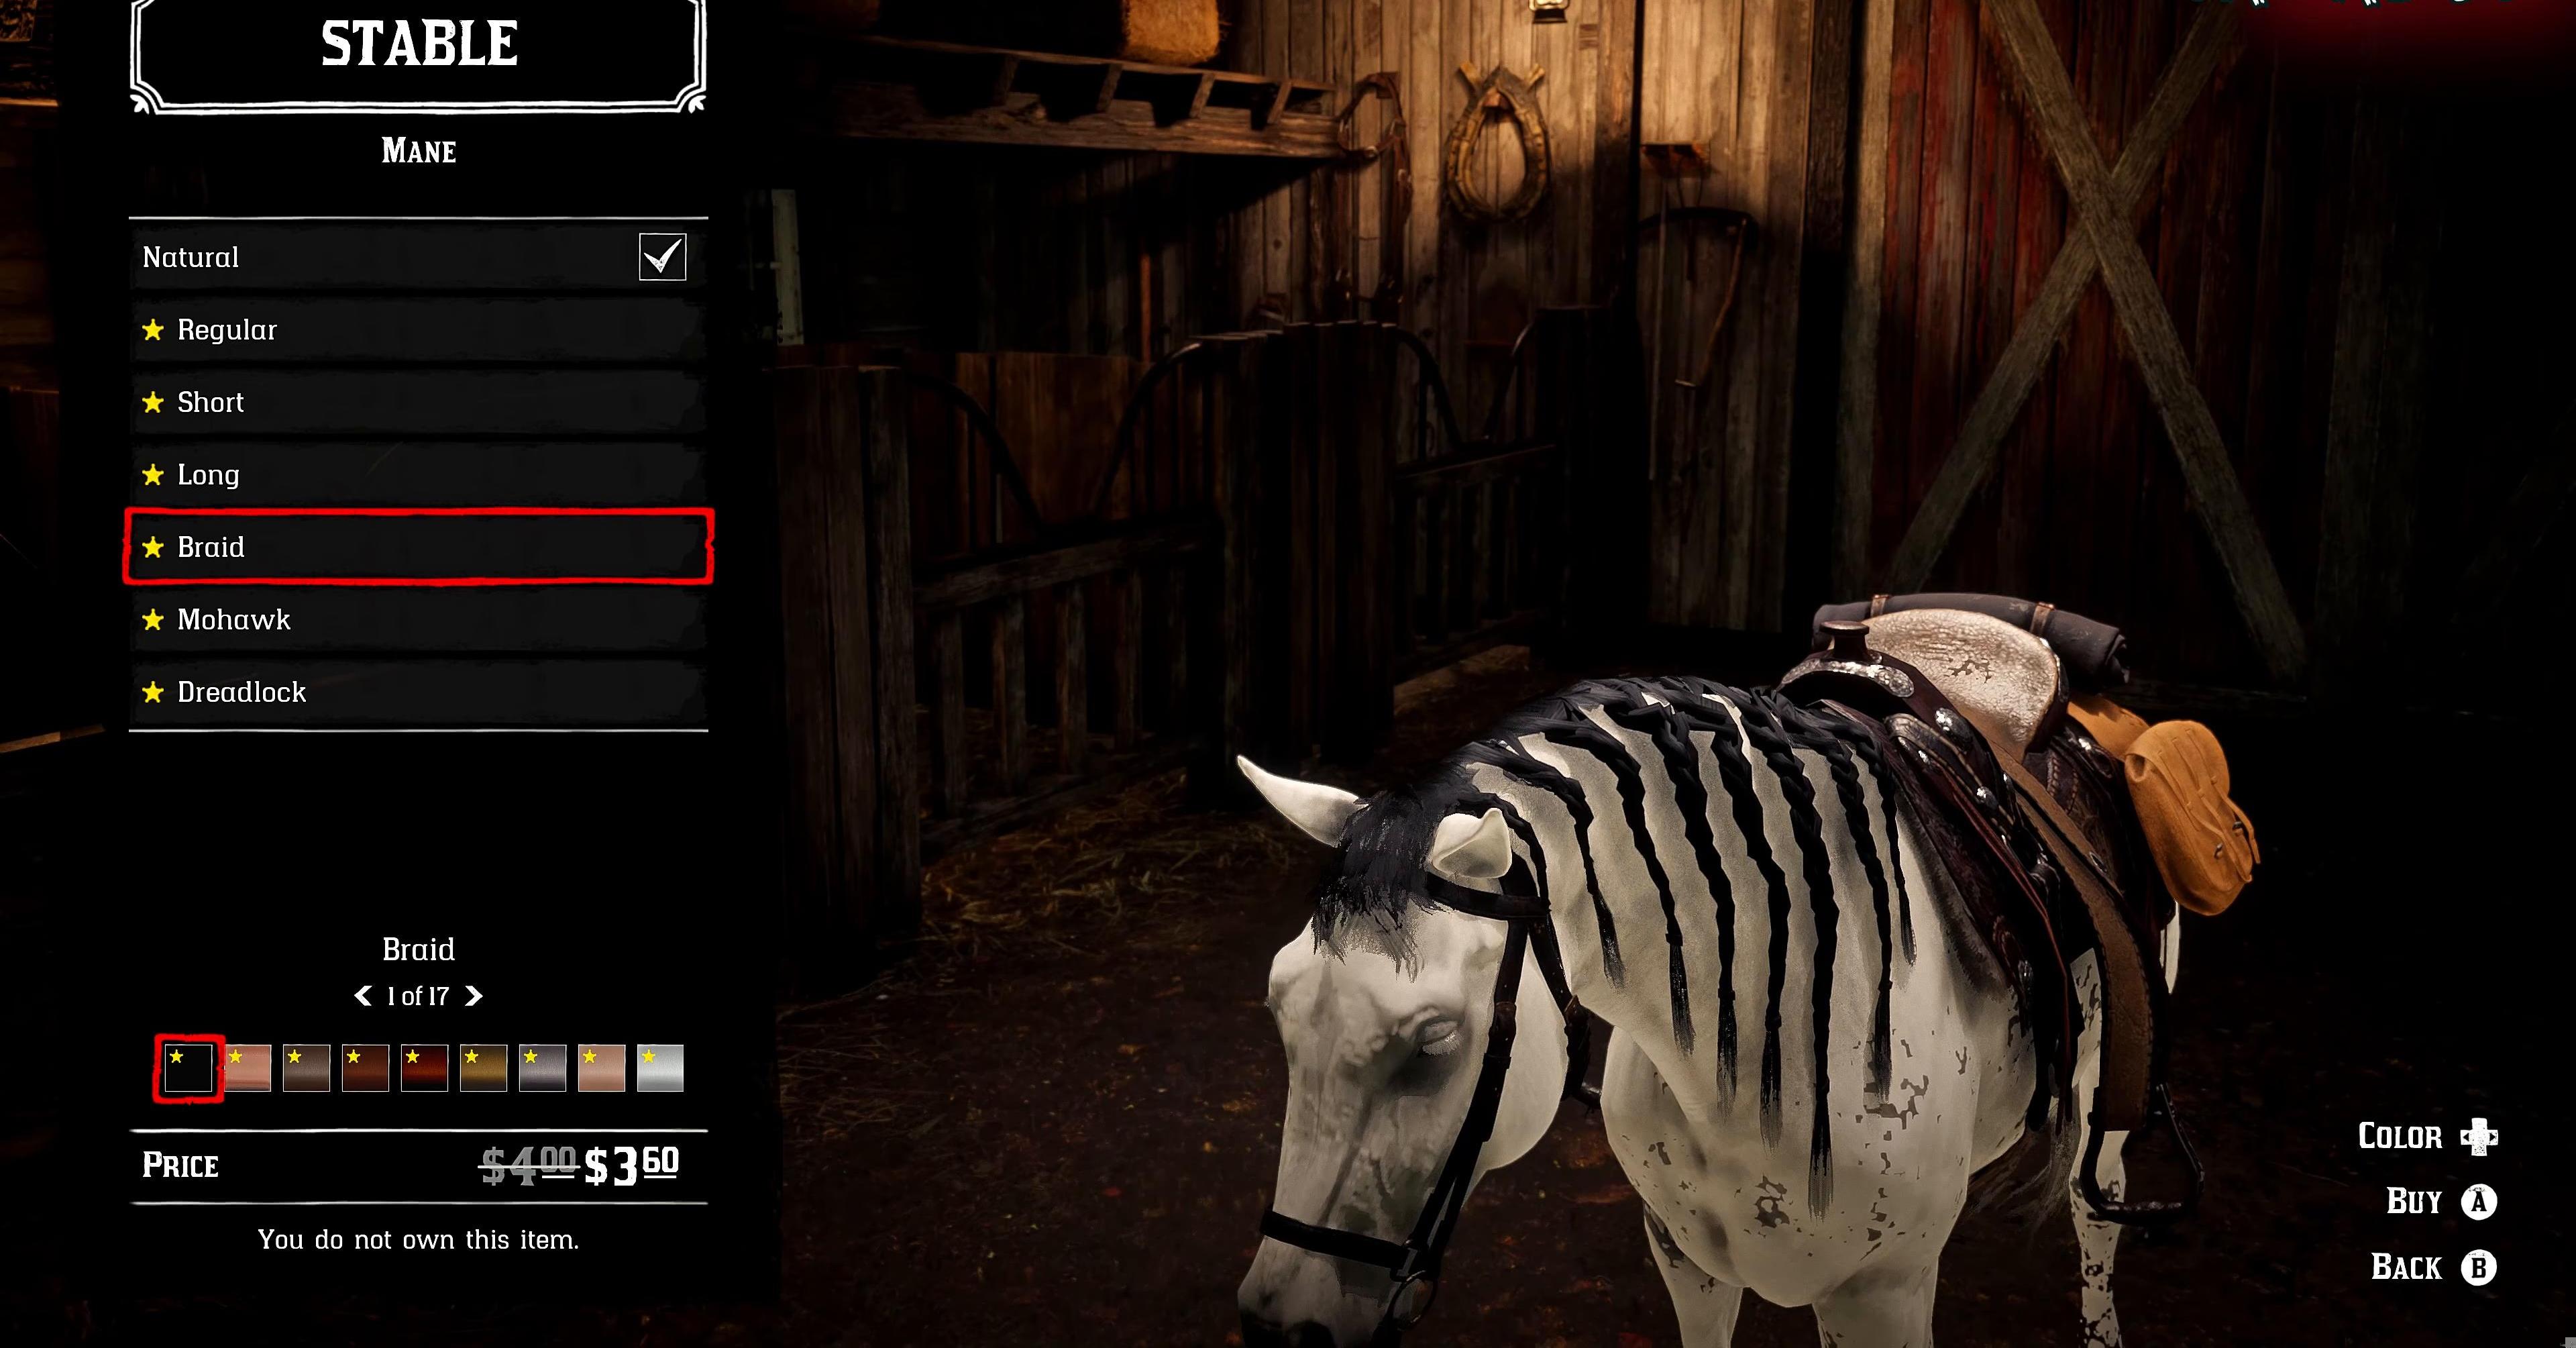 STABLE
MANE
Natural
Regular
Short
Long
Braid
Mohawk
Dreadlock
Braid
1 of 17
PRICE $4.00 $3.60
You do not own this item.
COLOR
BUY A
BACK B